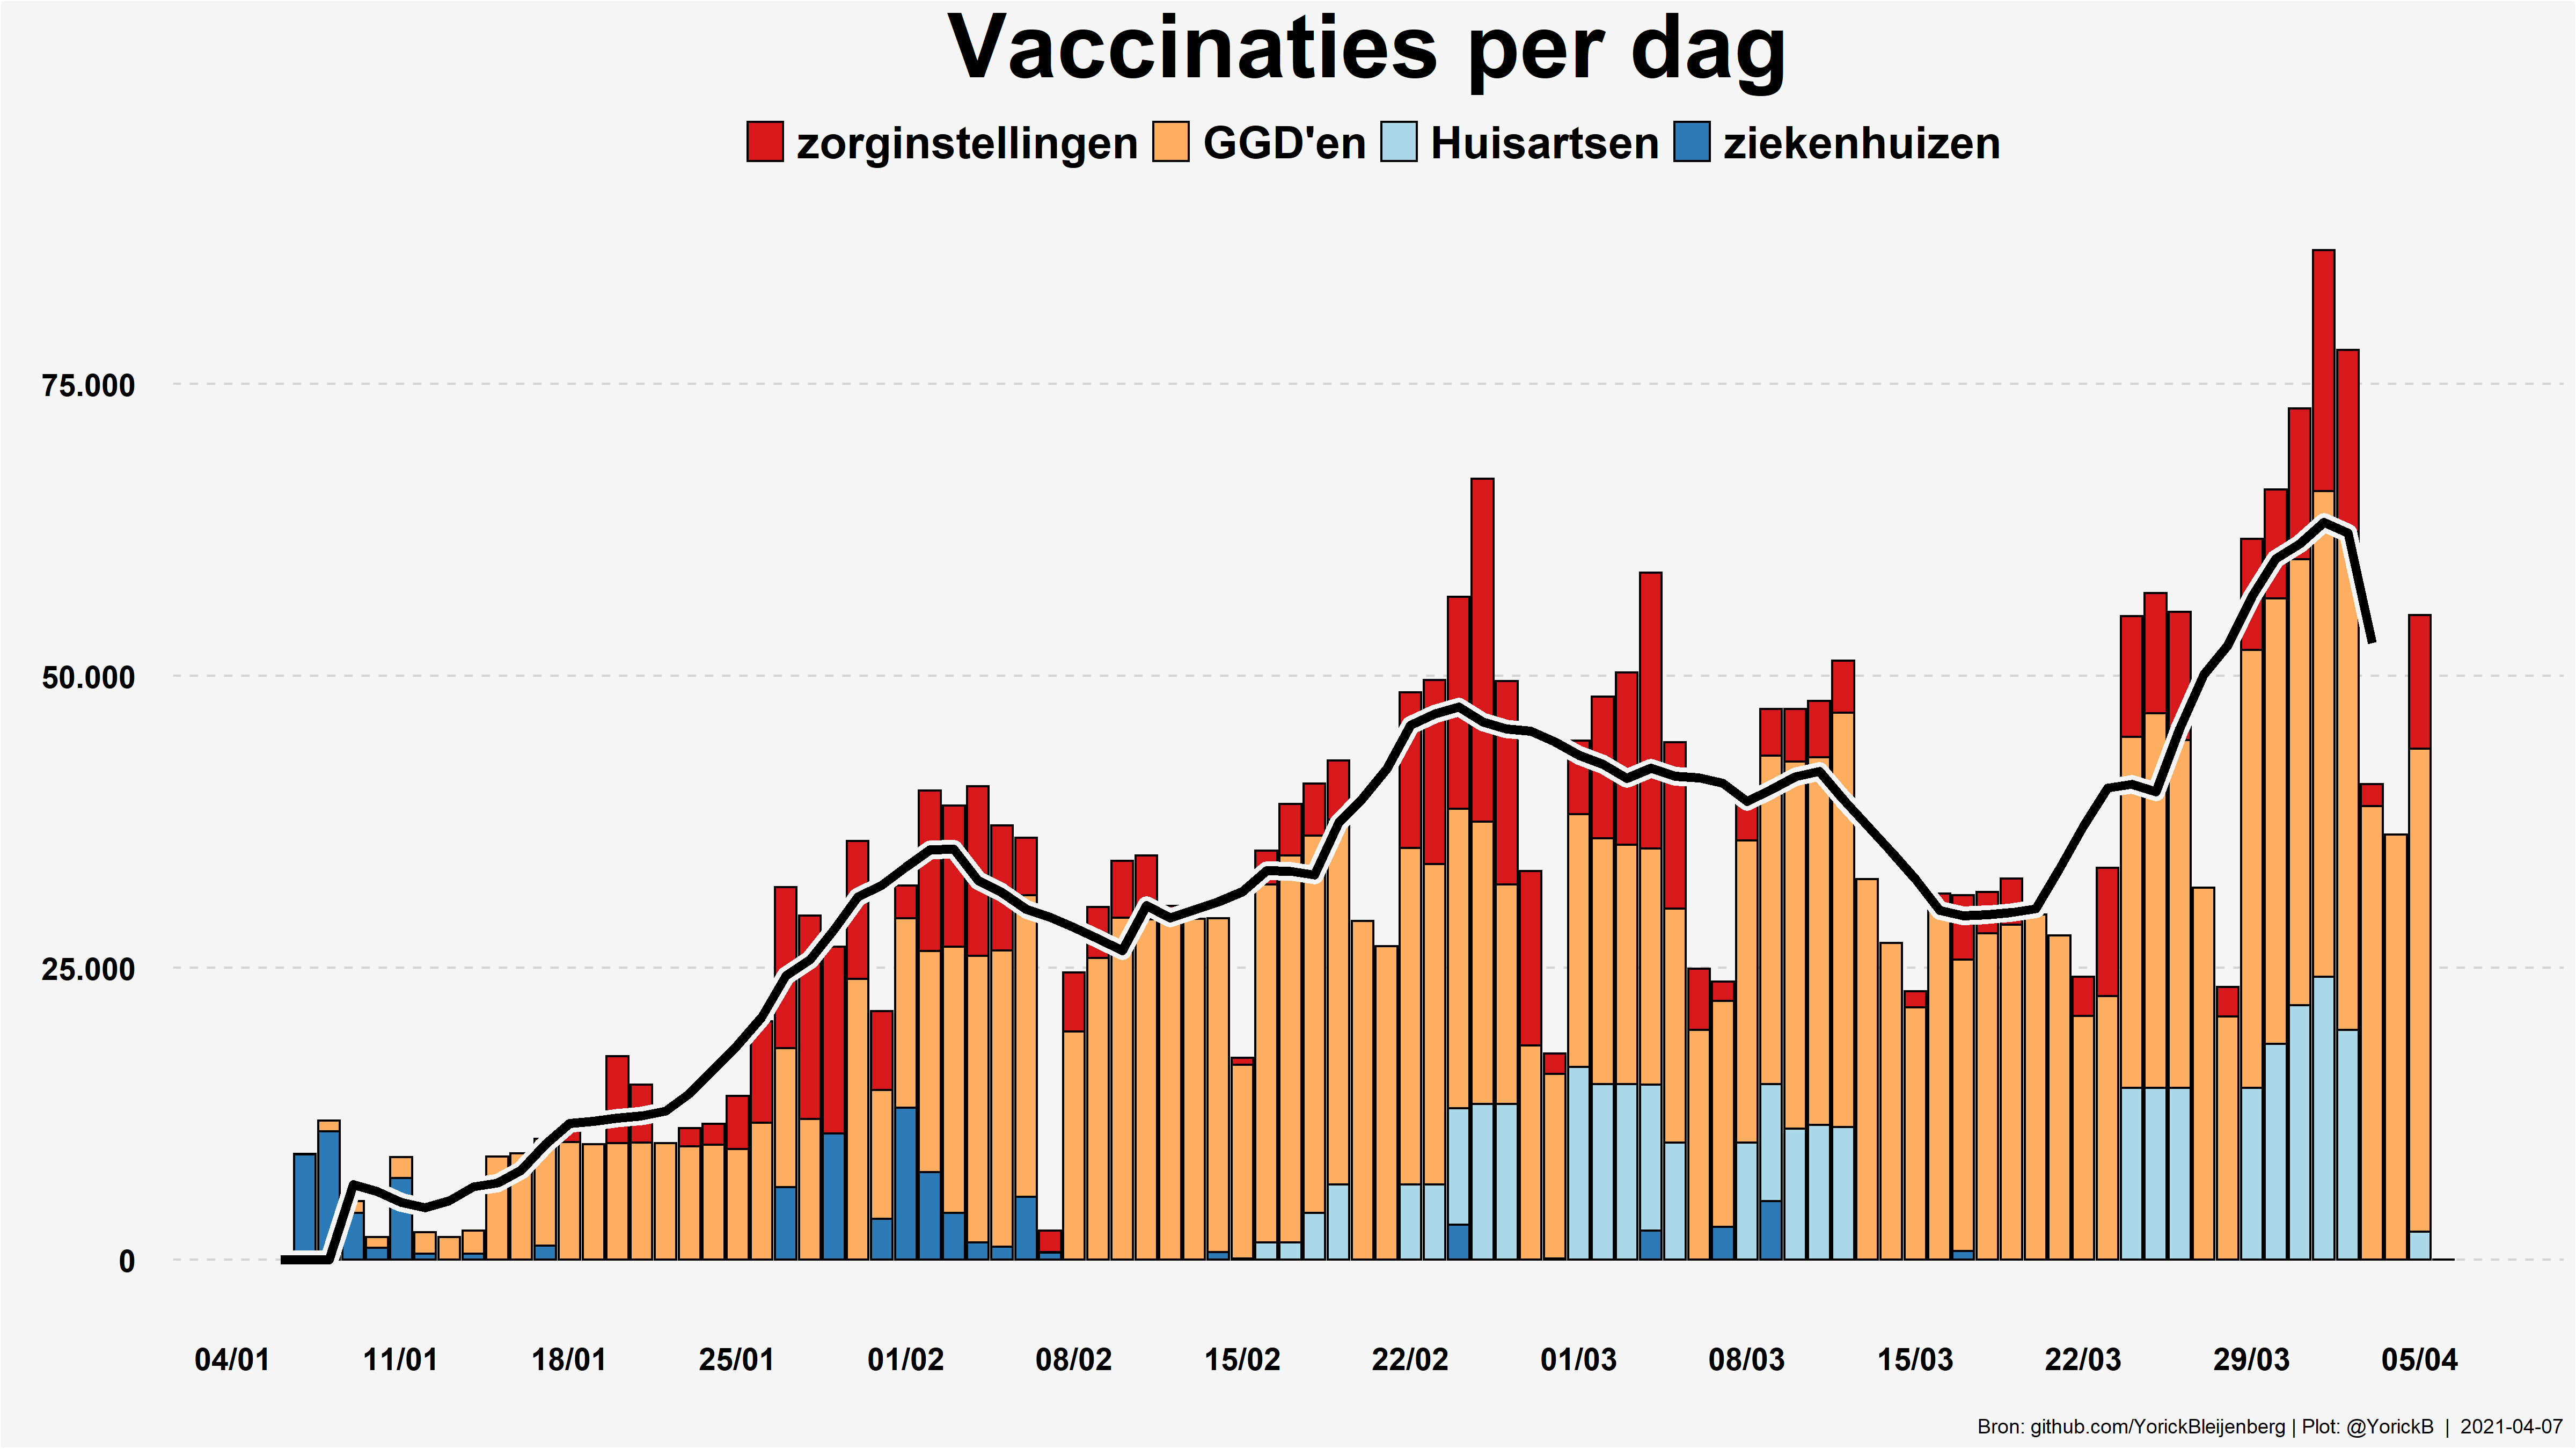 Vaccinaties per dag
zorginstellingen GGD'en Huisartsen ziekenhuizen
75.000
50.000
25.000
0
04/01 11/01 18/01 25/01 01/02 08/02 15/02 22/02 01/03 08/03 15/03 22/03 29/03 05/04
Bron: github.com/YorickBleijenberg | Plot: @YorickB | 2021-04-07